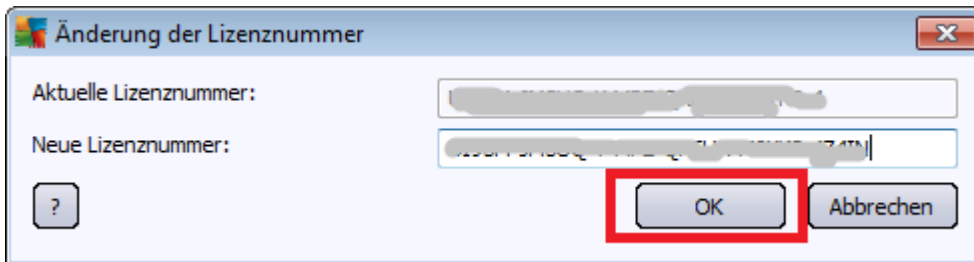 Änderung der Lizenznummer
Aktuelle Lizenznummer:
Neue Lizenznummer:
?
OK
Abbrechen